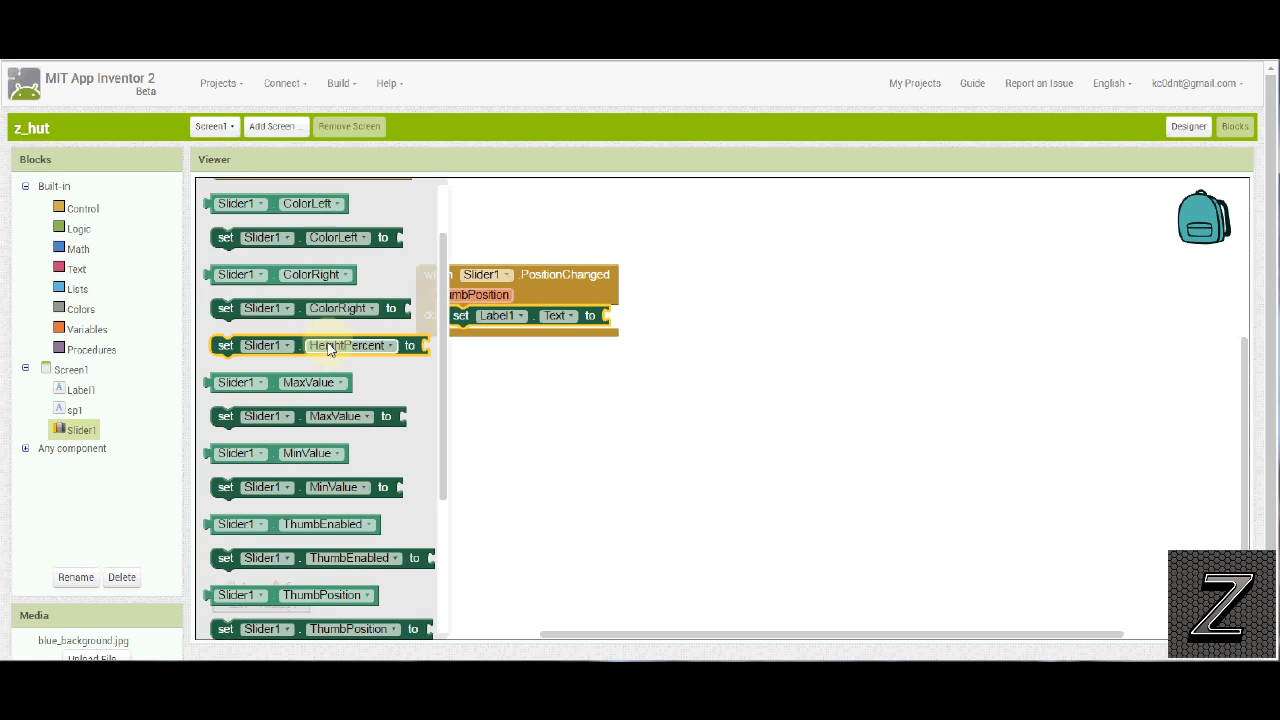 MIT App Inventor 2
Beta
Projects Connect Build Help My Projects Guide Report an Issue English kc0dnt@gmail.com
z_hut Screen1 Add Screen ... Remove Screen Designer Blocks
Blocks
Built-in
Control
Logic
Math
Text
Lists
Colors
Variables
Procedures
Screen1
Label1
sp1
Slider1
Any component
Rename Delete
Media
blue_background.jpg
Upload File
Viewer
Slider1 . ColorLeft
set Slider1 . ColorLeft to
Slider1 . ColorRight
set Slider1 . ColorRight to
set Slider1 . HeightPercent to
Slider1 . MaxValue
set Slider1 . MaxValue to
Slider1 . MinValue
set Slider1 . MinValue to
Slider1 . ThumbEnabled
set Slider1 . ThumbEnabled to
Slider1 . ThumbPosition
set Slider1 . ThumbPosition to
Slider1 .PositionChanged
umbPosition
set Label1 . Text to
Z